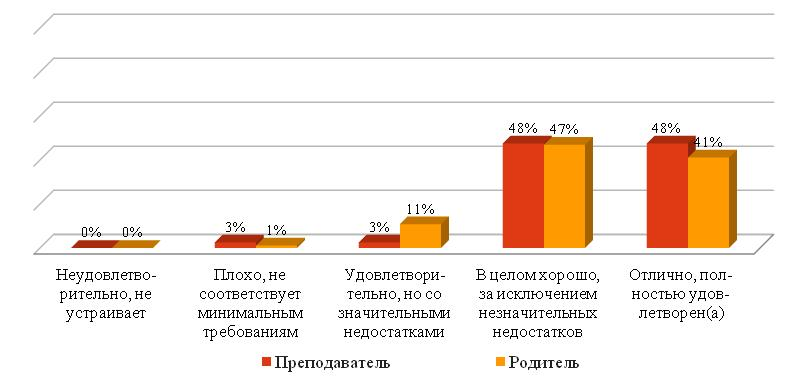 48% 47% 48% 41%
11%
0% 0% 3% 1% 3%
Неудовлетво-
рительно, не
устраивает
Плохо, не
соответствует
минимальным
требованиям
Удовлетвори-
тельно, но со
значительными
недостатками
В целом хорошо,
за исключением
незначительных
недостатков
Отлично, пол-
ностью удов-
летворен(а)
Преподаватель Родитель